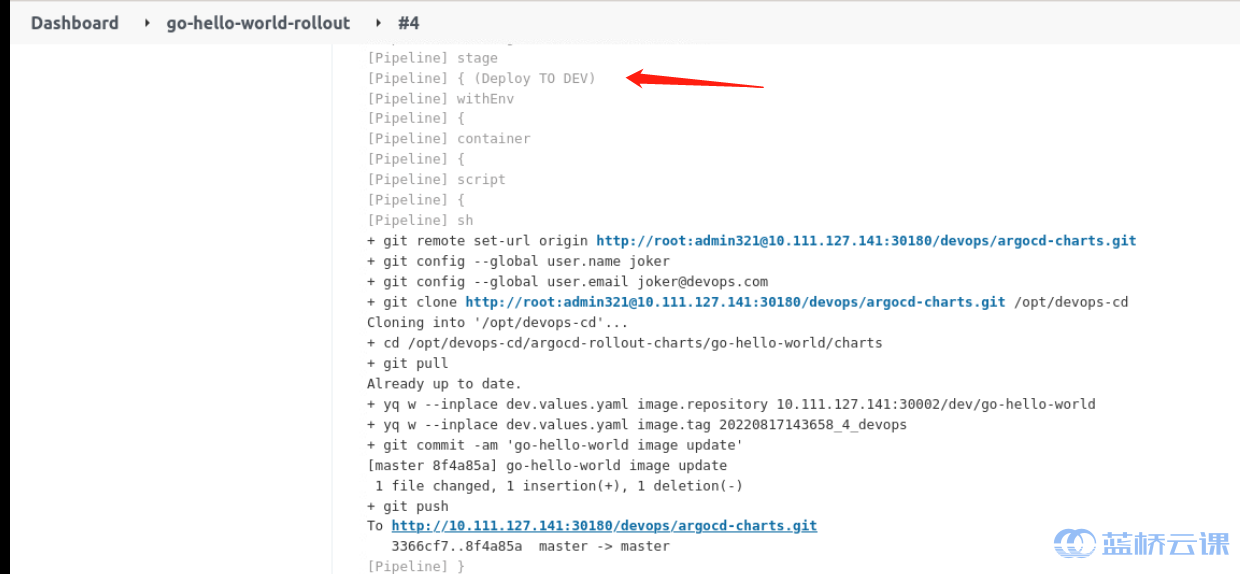 Dashboard ‣ go-hello-world-rollout ‣ #4
[Pipeline] stage
[Pipeline] { (Deploy TO DEV)
[Pipeline] withEnv
[Pipeline] {
[Pipeline] container
[Pipeline] {
[Pipeline] script
[Pipeline] {
[Pipeline] sh
+ git remote set-url origin http://root:admin321@10.111.127.141:30180/devops/argocd-charts.git
+ git config --global user.name joker
+ git config --global user.email joker@devops.com
+ git clone http://root:admin321@10.111.127.141:30180/devops/argocd-charts.git /opt/devops-cd
Cloning into '/opt/devops-cd'...
+ cd /opt/devops-cd/argocd-rollout-charts/go-hello-world/charts
+ git pull
Already up to date.
+ yq w --inplace dev.values.yaml image.repository 10.111.127.141:30002/dev/go-hello-world
+ yq w --inplace dev.values.yaml image.tag 20220817143658_4_devops
+ git commit -am 'go-hello-world image update'
[master 8f4a85a] go-hello-world image update
 1 file changed, 1 insertion(+), 1 deletion(-)
+ git push
To http://10.111.127.141:30180/devops/argocd-charts.git
   3366cf7..8f4a85a  master -> master
[Pipeline] }
蓝桥云课